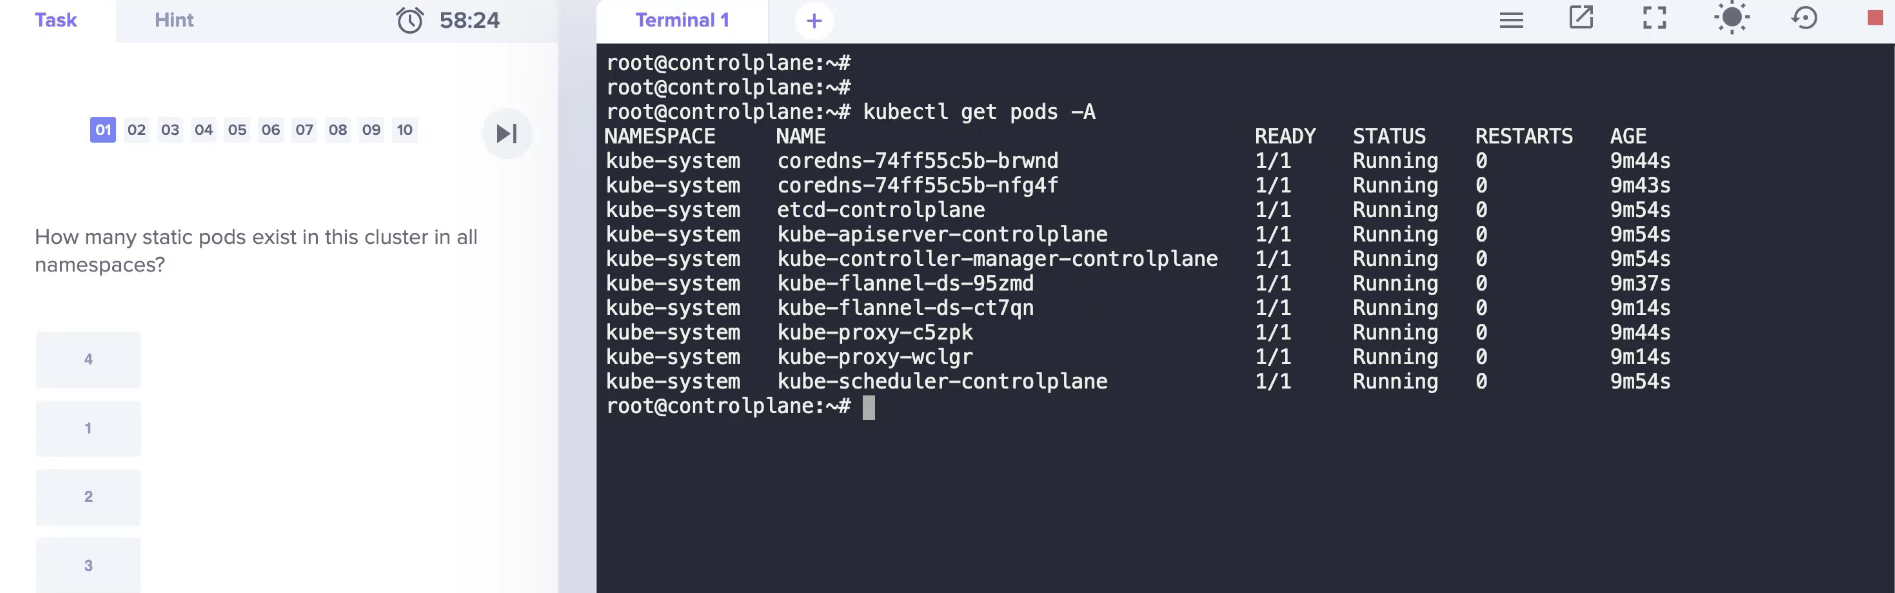 Task Hint 58:24
01 02 03 04 05 06 07 08 09 10
How many static pods exist in this cluster in all
namespaces?
4
1
2
3
Terminal 1 +
root@controlplane:~#
root@controlplane:~#
root@controlplane:~# kubectl get pods -A
NAMESPACE NAME READY STATUS RESTARTS AGE
kube-system coredns-74ff55c5b-brwnd 1/1 Running 0 9m44s
kube-system coredns-74ff55c5b-nfg4f 1/1 Running 0 9m43s
kube-system etcd-controlplane 1/1 Running 0 9m54s
kube-system kube-apiserver-controlplane 1/1 Running 0 9m54s
kube-system kube-controller-manager-controlplane 1/1 Running 0 9m54s
kube-system kube-flannel-ds-95zmd 1/1 Running 0 9m37s
kube-system kube-flannel-ds-ct7qn 1/1 Running 0 9m14s
kube-system kube-proxy-c5zpk 1/1 Running 0 9m44s
kube-system kube-proxy-wclgr 1/1 Running 0 9m14s
kube-system kube-scheduler-controlplane 1/1 Running 0 9m54s
root@controlplane:~#